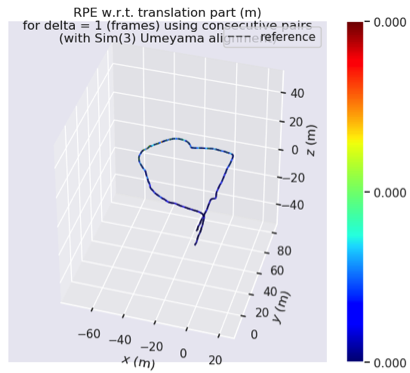 RPE w.r.t. translation part (m)
for delta = 1 (frames) using consecutive pairs
(with Sim(3) Umeyama
reference
0.000
0.000
0.000
40
20
0
−20
−40
z (m)
80
60
40
20
0
y (m)
−60
−40
−20
0
20
x (m)